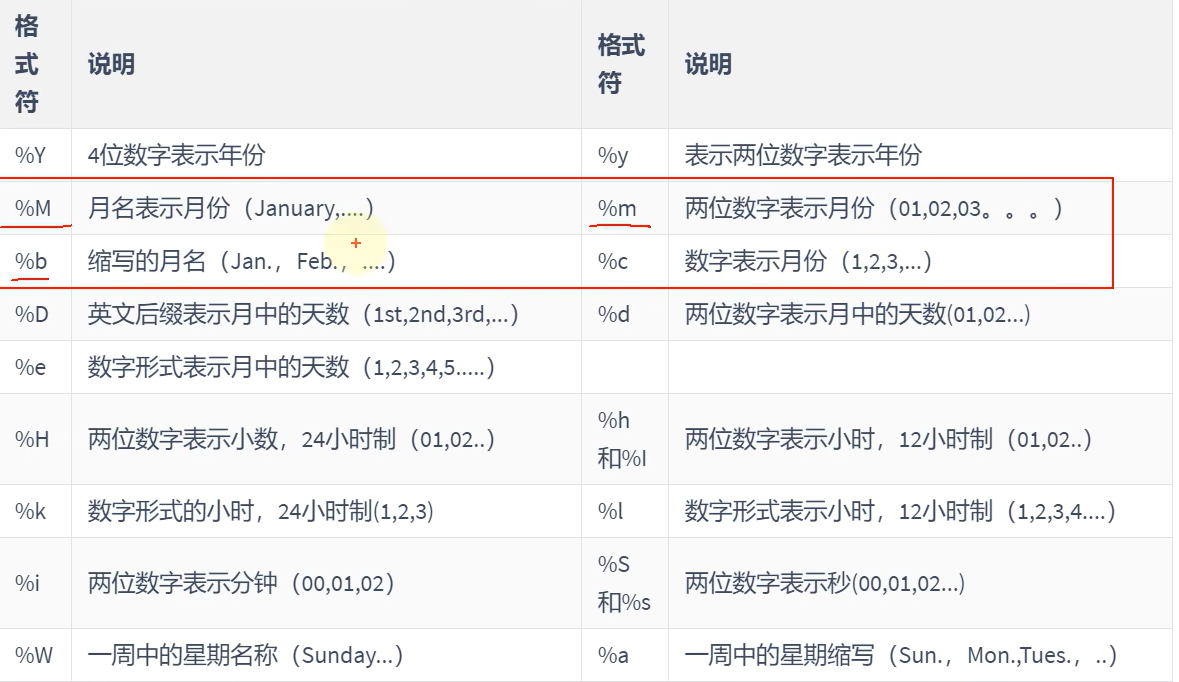 格
式
符
说明
格式
符
说明
%Y
4位数字表示年份
%y
表示两位数字表示年份
%M
月名表示月份（January,....）
%m
两位数字表示月份（01,02,03。。。）
%b
缩写的月名（Jan.，Feb.，....）
%c
数字表示月份（1,2,3,...）
%D
英文后缀表示月中的天数（1st,2nd,3rd,...）
%d
两位数字表示月中的天数(01,02...)
%e
数字形式表示月中的天数（1,2,3,4,5.....）
%H
两位数字表示小数，24小时制（01,02..）
%h
和%I
两位数字表示小时，12小时制（01,02..）
%k
数字形式的小时，24小时制(1,2,3)
%l
数字形式表示小时，12小时制（1,2,3,4....）
%i
两位数字表示分钟（00,01,02）
%S
和%s
两位数字表示秒(00,01,02...)
%W
一周中的星期名称（Sunday...）
%a
一周中的星期缩写（Sun.，Mon.,Tues.，..）